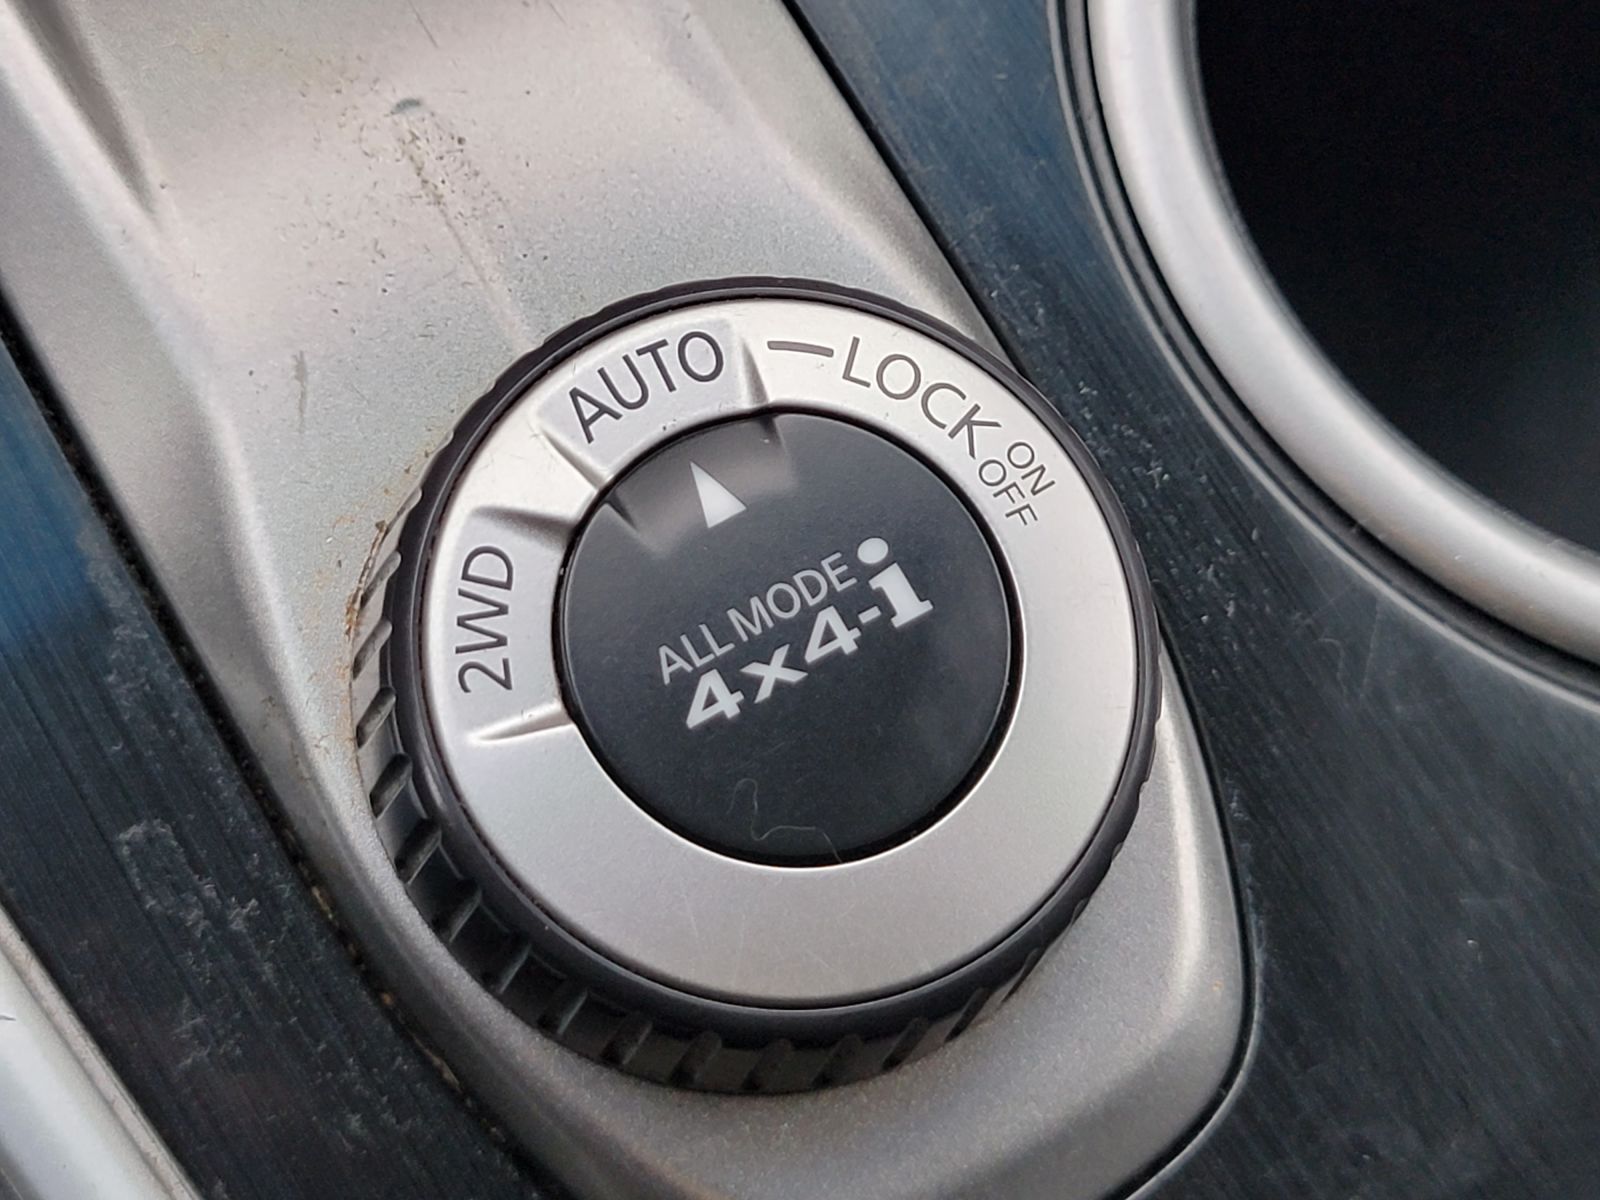 2WD
AUTO
LOCK
ON
OFF
ALL MODE
4x4-i